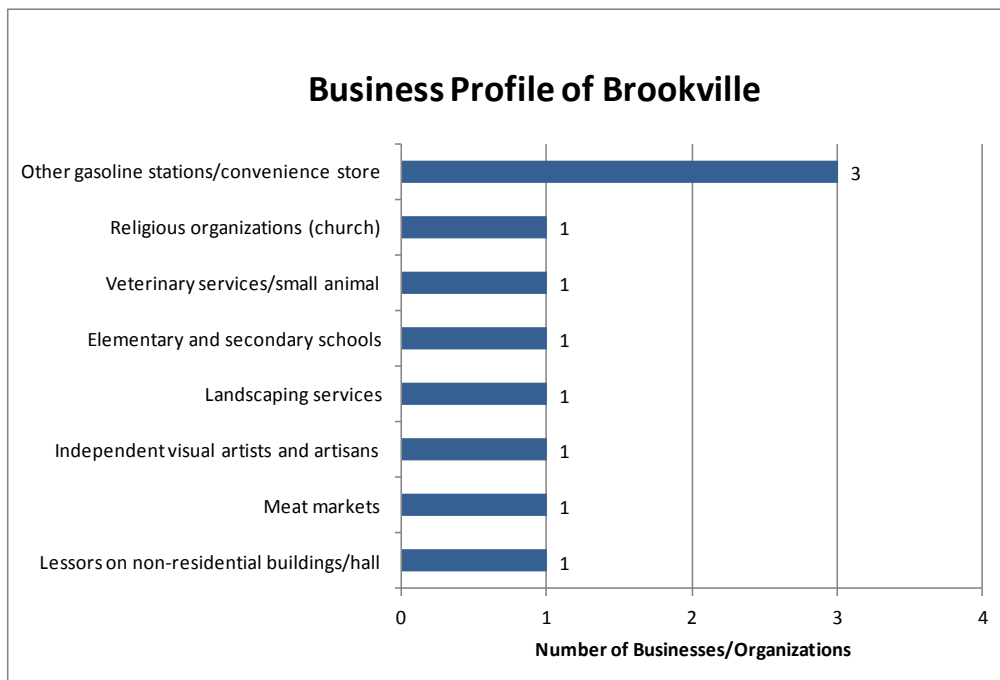 Business Profile of Brookville
Other gasoline stations/convenience store 3
Religious organizations (church) 1
Veterinary services/small animal 1
Elementary and secondary schools 1
Landscaping services 1
Independent visual artists and artisans 1
Meat markets 1
Lessors on non-residential buildings/hall 1
0 1 2 3 4
Number of Businesses/Organizations